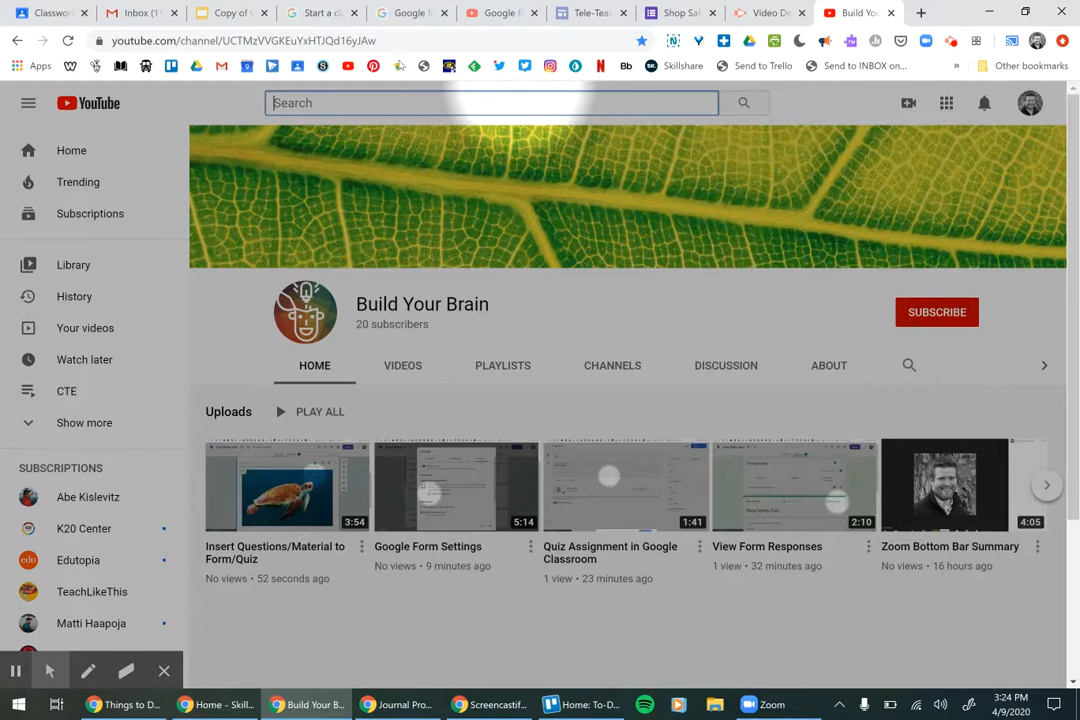 Classwor
Inbox (11
Copy of C
Start a cl
Google fo
Google f
Tele-Tea
Shop Saf
Video De
Build You
youtube.com/channel/UCTMzVVGKEuYxHTJQd16yJAw
Apps
Skillshare
Send to Trello
Send to INBOX on...
Other bookmarks
YouTube
Search
Home
Trending
Subscriptions
Library
History
Your videos
Watch later
CTE
Show more
SUBSCRIPTIONS
Abe Kislevitz
K20 Center
Edutopia
TeachLikeThis
Matti Haapoja
Build Your Brain
20 subscribers
SUBSCRIBE
HOME VIDEOS PLAYLISTS CHANNELS DISCUSSION ABOUT
Uploads PLAY ALL
3:54
5:14
1:41
2:10
4:05
Insert Questions/Material to Form/Quiz
No views • 52 seconds ago
Google Form Settings
No views • 9 minutes ago
Quiz Assignment in Google Classroom
1 view • 23 minutes ago
View Form Responses
1 view • 32 minutes ago
Zoom Bottom Bar Summary
No views • 16 hours ago
Things to D...
Home - Skill...
Build Your B...
Journal Pro...
Screencastif...
Home: To-D...
Zoom
3:24 PM
4/9/2020